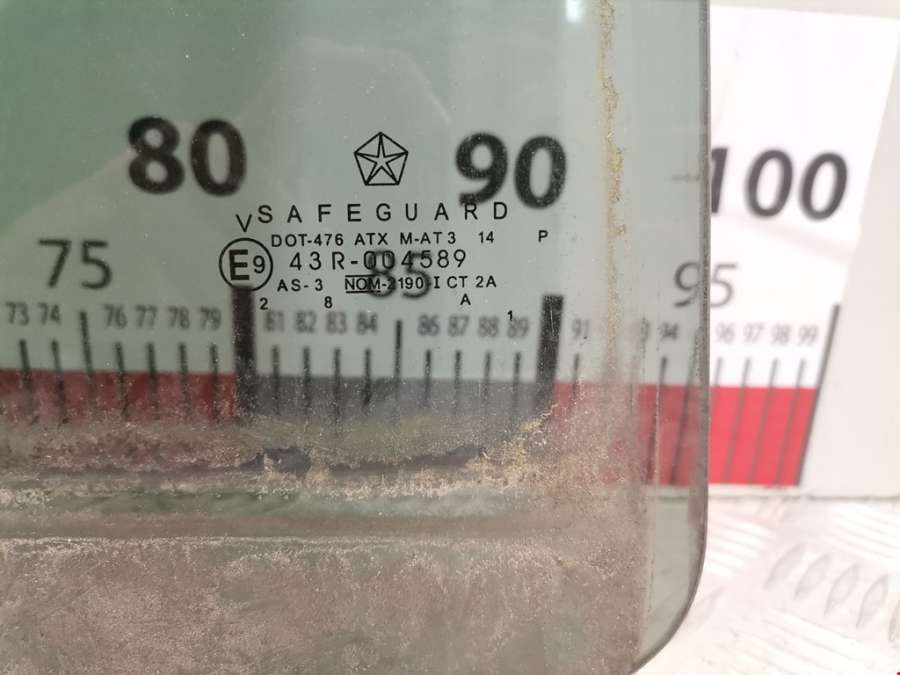 80 90 100
V SAFEGUARD
DOT-476 ATX M-AT3 14 P
75 E9 43R-004589 85 95
AS-3 NOM-2190-I CT 2A
2 8 A 1
73 74 76 77 78 79 81 82 83 84 86 87 88 89 91 93 94 96 97 98 99